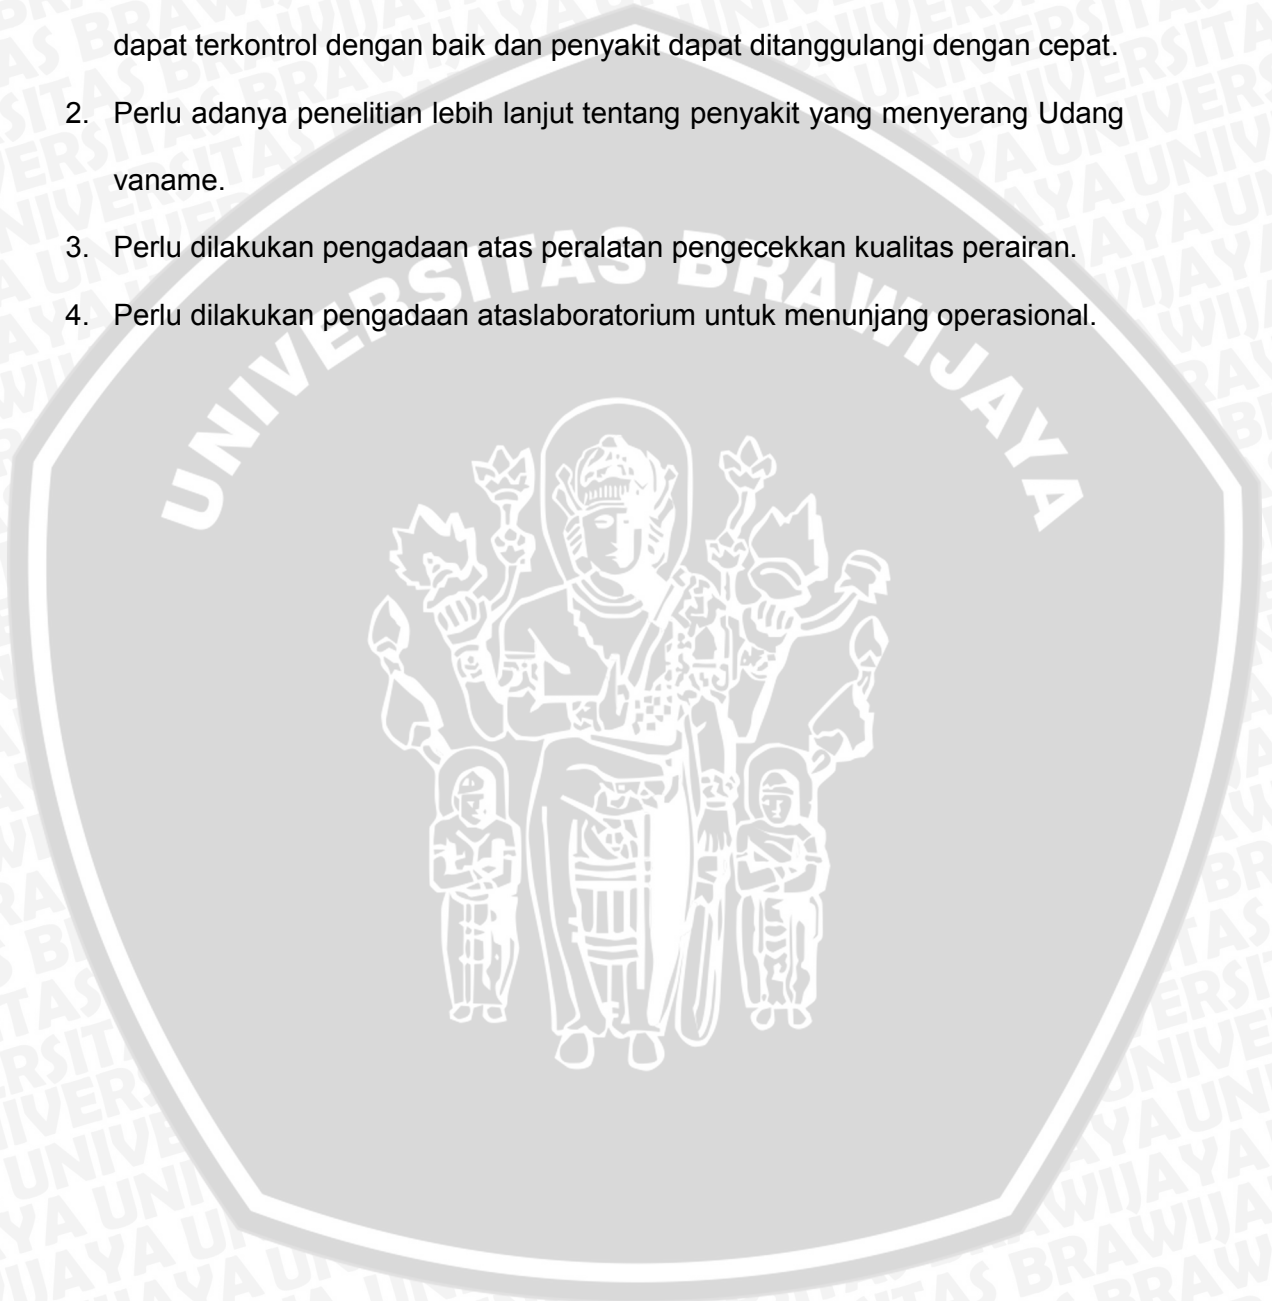 dapat terkontrol dengan baik dan penyakit dapat ditanggulangi dengan cepat.
2. Perlu adanya penelitian lebih lanjut tentang penyakit yang menyerang Udang
vaname.
3. Perlu dilakukan pengadaan atas peralatan pengecekkan kualitas perairan.
4. Perlu dilakukan pengadaan ataslaboratorium untuk menunjang operasional.
UNIVERSITAS BRAWIJAYA